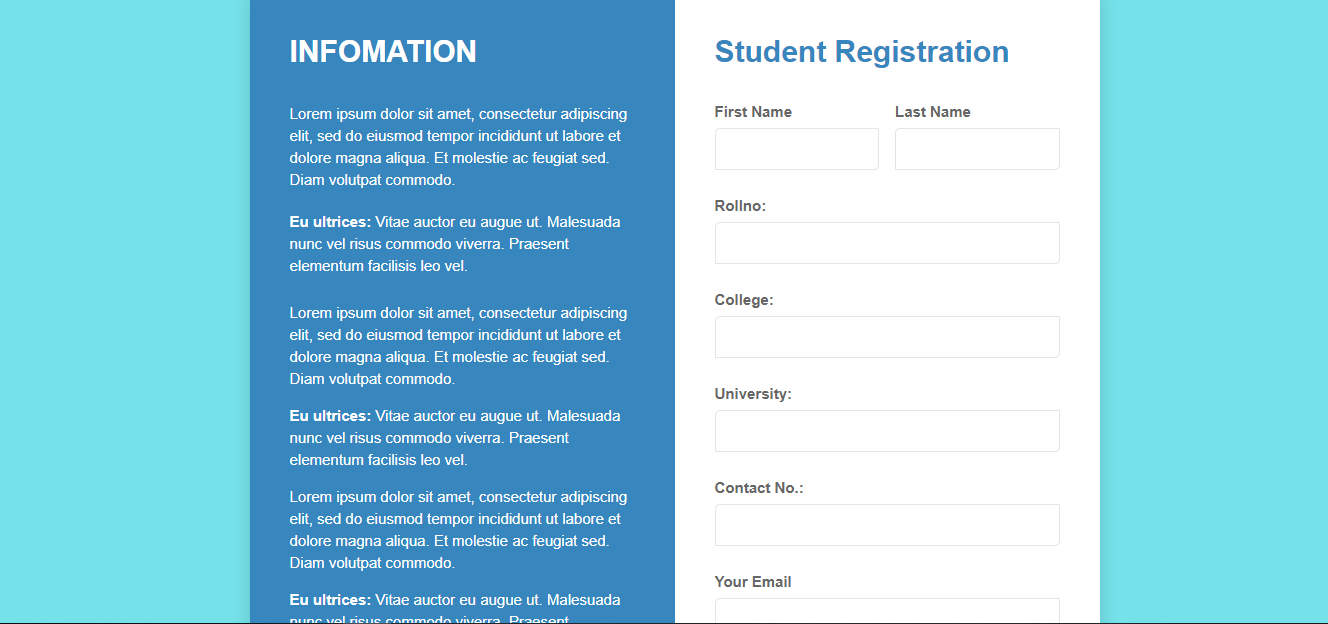 INFOMATION
Lorem ipsum dolor sit amet, consectetur adipiscing
elit, sed do eiusmod tempor incididunt ut labore et
dolore magna aliqua. Et molestie ac feugiat sed.
Diam volutpat commodo.
Eu ultrices: Vitae auctor eu augue ut. Malesuada
nunc vel risus commodo viverra. Praesent
elementum facilisis leo vel.
Lorem ipsum dolor sit amet, consectetur adipiscing
elit, sed do eiusmod tempor incididunt ut labore et
dolore magna aliqua. Et molestie ac feugiat sed.
Diam volutpat commodo.
Eu ultrices: Vitae auctor eu augue ut. Malesuada
nunc vel risus commodo viverra. Praesent
elementum facilisis leo vel.
Lorem ipsum dolor sit amet, consectetur adipiscing
elit, sed do eiusmod tempor incididunt ut labore et
dolore magna aliqua. Et molestie ac feugiat sed.
Diam volutpat commodo.
Eu ultrices: Vitae auctor eu augue ut. Malesuada
nunc vel risus commodo viverra. Praesent
Student Registration
First Name
Last Name
Rollno:
College:
University:
Contact No.:
Your Email